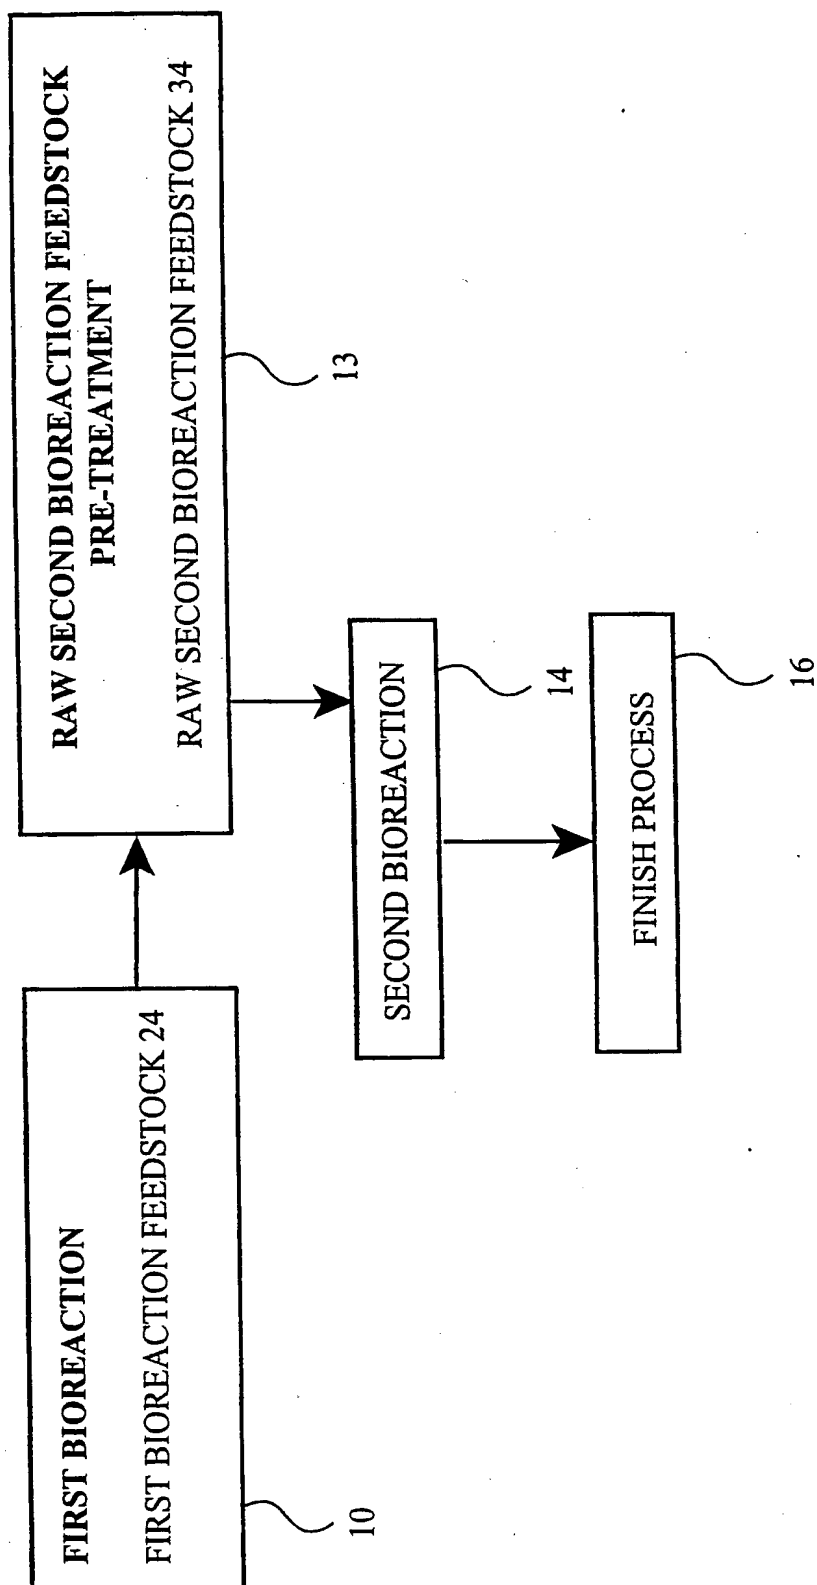 FIRST BIOREACTION
FIRST BIOREACTION FEEDSTOCK 24
10
RAW SECOND BIOREACTION FEEDSTOCK
PRE-TREATMENT
RAW SECOND BIOREACTION FEEDSTOCK 34
13
SECOND BIOREACTION
14
FINISH PROCESS
16